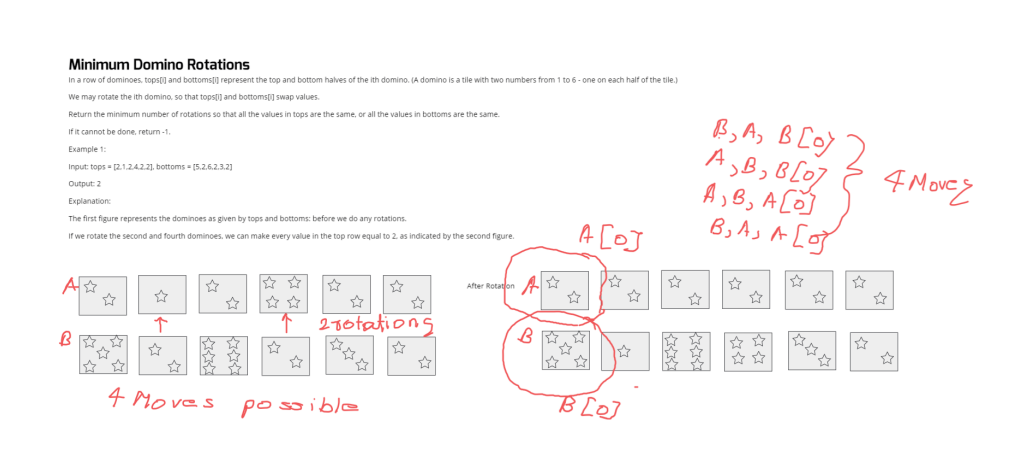 Minimum Domino Rotations
In a row of dominoes, tops[i] and bottoms[i] represent the top and bottom halves of the ith domino. (A domino is a tile with two numbers from 1 to 6 - one on each half of the tile.)
We may rotate the ith domino, so that tops[i] and bottoms[i] swap values.
Return the minimum number of rotations so that all the values in tops are the same, or all the values in bottoms are the same.
If it cannot be done, return -1.
Example 1:
Input: tops = [2,1,2,4,2,2], bottoms = [5,2,6,2,3,2]
Output: 2
Explanation:
The first figure represents the dominoes as given by tops and bottoms: before we do any rotations.
If we rotate the second and fourth dominoes, we can make every value in the top row equal to 2, as indicated by the second figure.
B, A, B[0]
A, B, B[0]
A, B, A[0]
B, A, A[0]
4 Moves
A[0]
A
After Rotation
A
2 rotations
B
B
4 Moves possible
B[0]